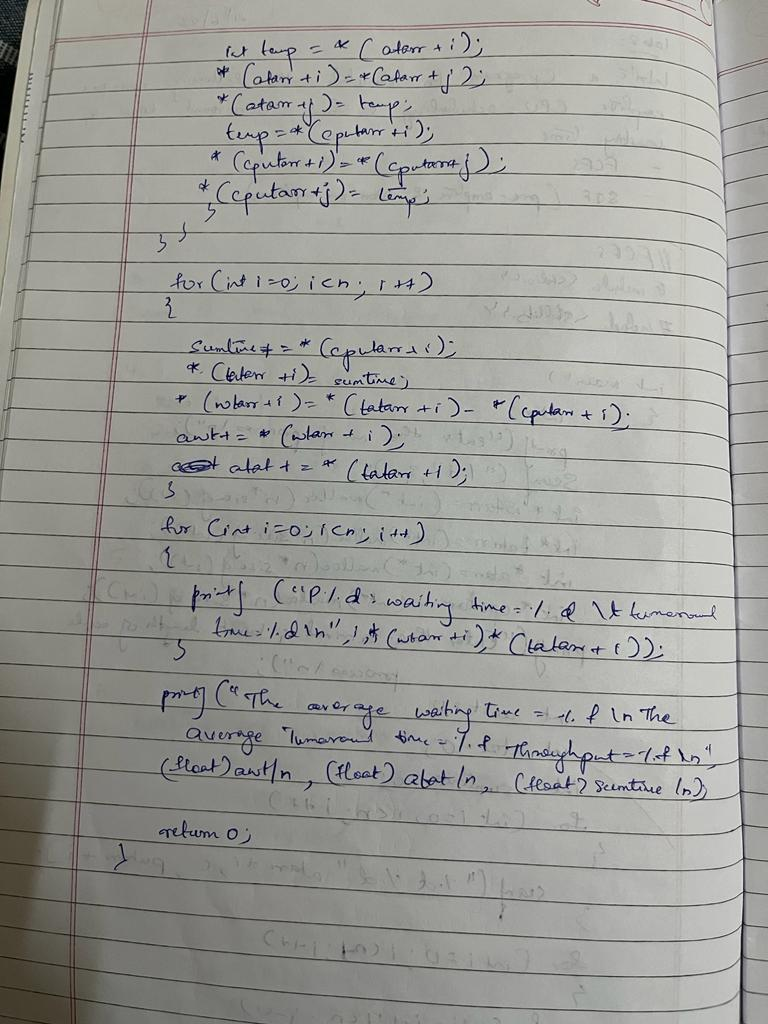 int temp = * (atarr + i);
* (atarr + i) = *(atarr + j);
*(atarr + j) = temp;
temp = *(cputarr + i);
* (cputarr + i) = *(cputarr + j);
*(cputarr + j) = temp;
}
} }
for (int i=0; i<n; i++)
{
sumtime += * (cputarr + i);
* (tatarr + i) = sumtime;
* (wtarr + i) = * (tatarr + i) - *(cputarr + i);
awt += * (wtarr + i);
atat += * (tatarr + i);
}
for (int i=0; i<n; i++)
{
printf ("P%d: waiting time = %d \t turnaround
time = %d \n", i, *(wtarr + i), * (tatarr + i));
}
printf ("The average waiting time = %f \n The
average Turnaround time = %f Throughput = %f \n",
(float) awt/n, (float) atat/n, (float) sumtime/n);
return 0;
}